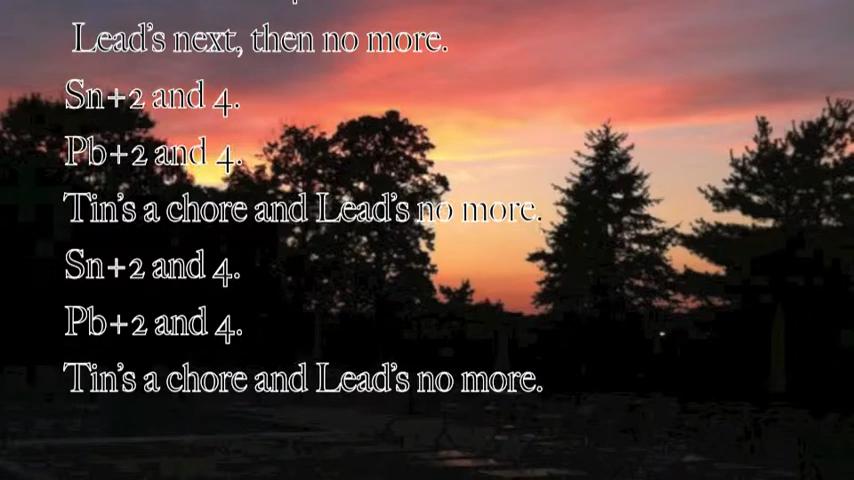 Lead's next, then no more.
Sn+2 and 4.
Pb+2 and 4.
Tin's a chore and Lead's no more.
Sn+2 and 4.
Pb+2 and 4.
Tin's a chore and Lead's no more.